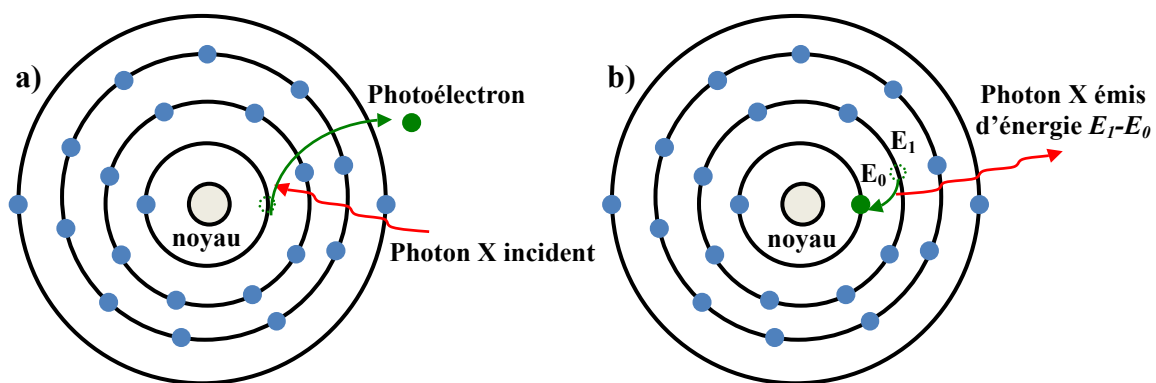 a)
Photoélectron
noyau
Photon X incident
b)
Photon X émis
d'énergie E1-E0
E1
E0
noyau